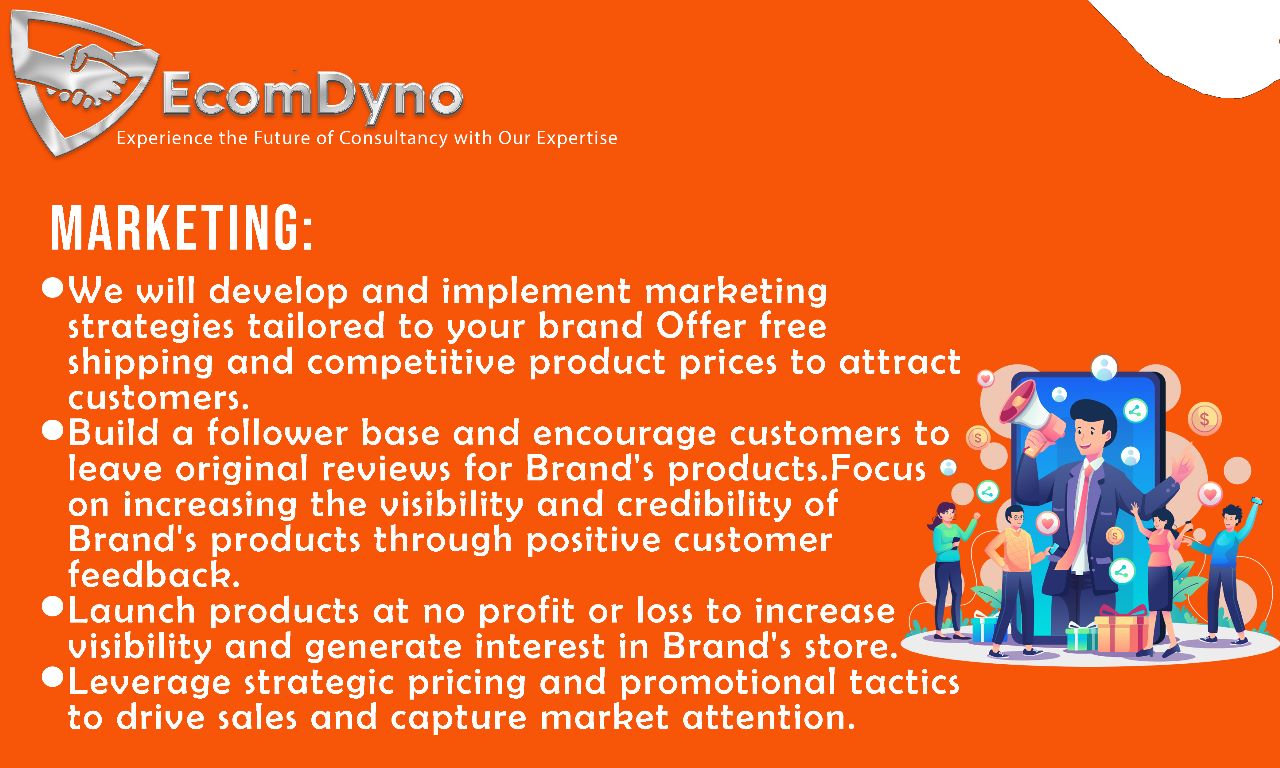 EcomDyno
Experience the Future of Consultancy with Our Expertise
MARKETING:
●We will develop and implement marketing
strategies tailored to your brand Offer free
shipping and competitive product prices to attract
customers.
●Build a follower base and encourage customers to
leave original reviews for Brand's products.Focus
on increasing the visibility and credibility of
Brand's products through positive customer
feedback.
●Launch products at no profit or loss to increase
visibility and generate interest in Brand's store.
●Leverage strategic pricing and promotional tactics
to drive sales and capture market attention.